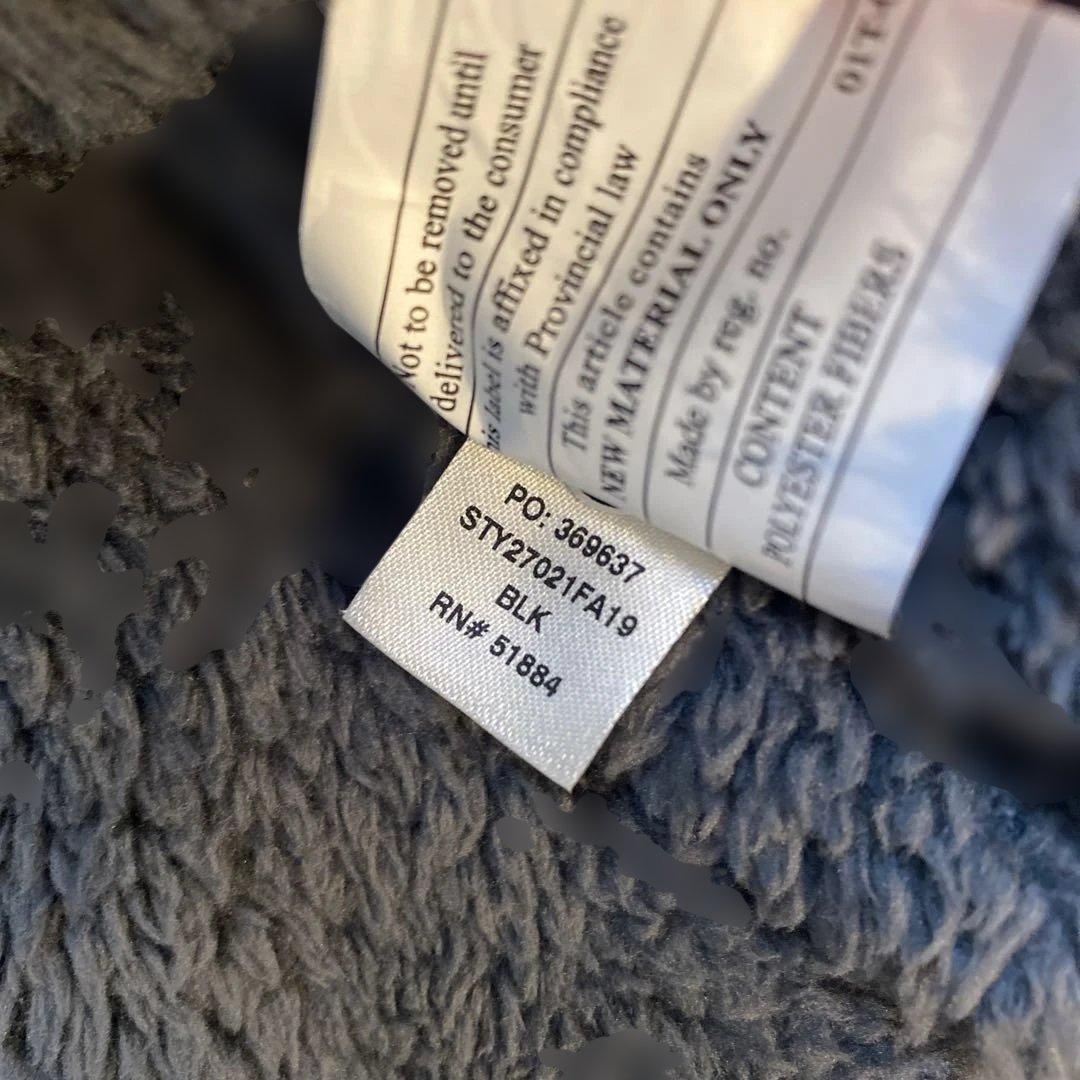 Not to be removed until
delivered to the consumer
This label is affixed in compliance
with Provincial law
This article contains
NEW MATERIAL ONLY
Made by reg. no.
CONTENT
POLYESTER FIBERS
PO: 369637
STY27021FA19
BLK
RN# 51884